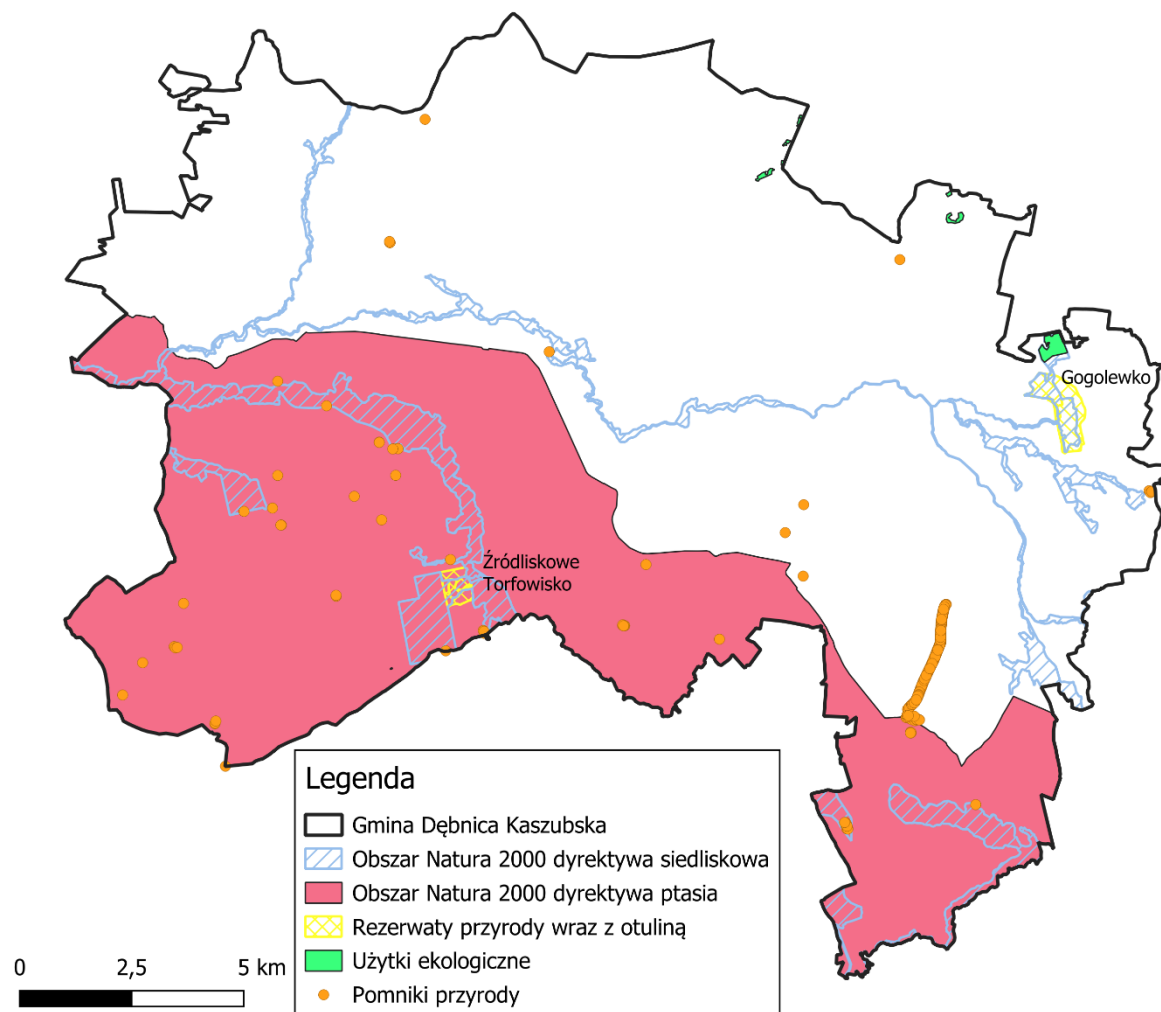 Gogolewko
Źródliskowe
Torfowisko
Legenda
Gmina Dębnica Kaszubska
Obszar Natura 2000 dyrektywa siedliskowa
Obszar Natura 2000 dyrektywa ptasia
Rezerwaty przyrody wraz z otuliną
Użytki ekologiczne
Pomniki przyrody
0 2,5 5 km